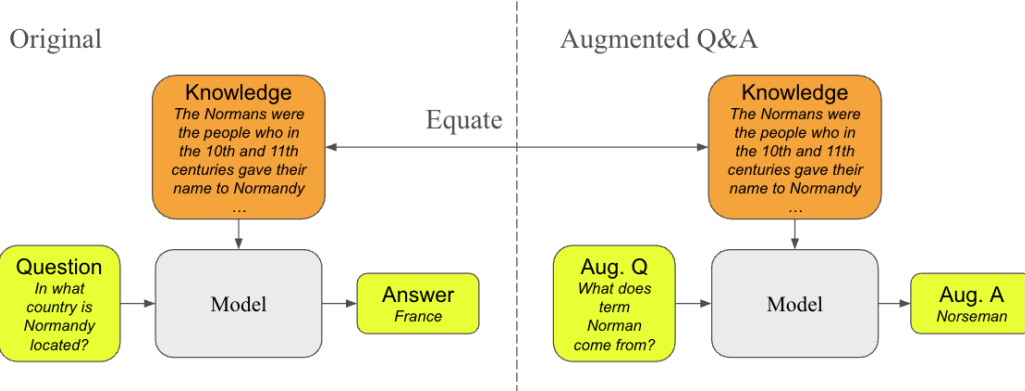 Original
Knowledge
The Normans were
the people who in
the 10th and 11th
centuries gave their
name to Normandy
...
Question
In what
country is
Normandy
located?
Model
Answer
France
Equate
Augmented Q&A
Knowledge
The Normans were
the people who in
the 10th and 11th
centuries gave their
name to Normandy
...
Aug. Q
What does
term
Norman
come from?
Model
Aug. A
Norseman